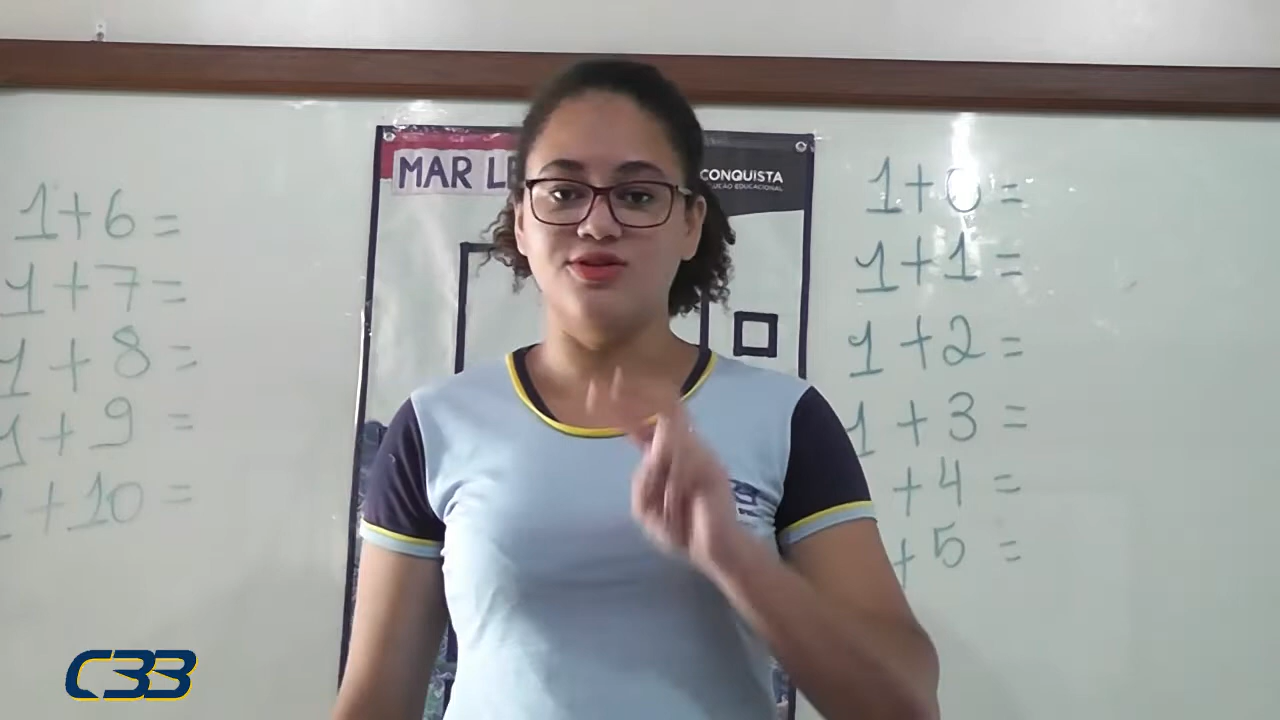 1+6=
1+7=
1+8=
1+9=
+10=
MAR
CONQUISTA
EDUCACIONAL
1+0=
1+1=
1+2=
1+3=
+4=
+5=
C33